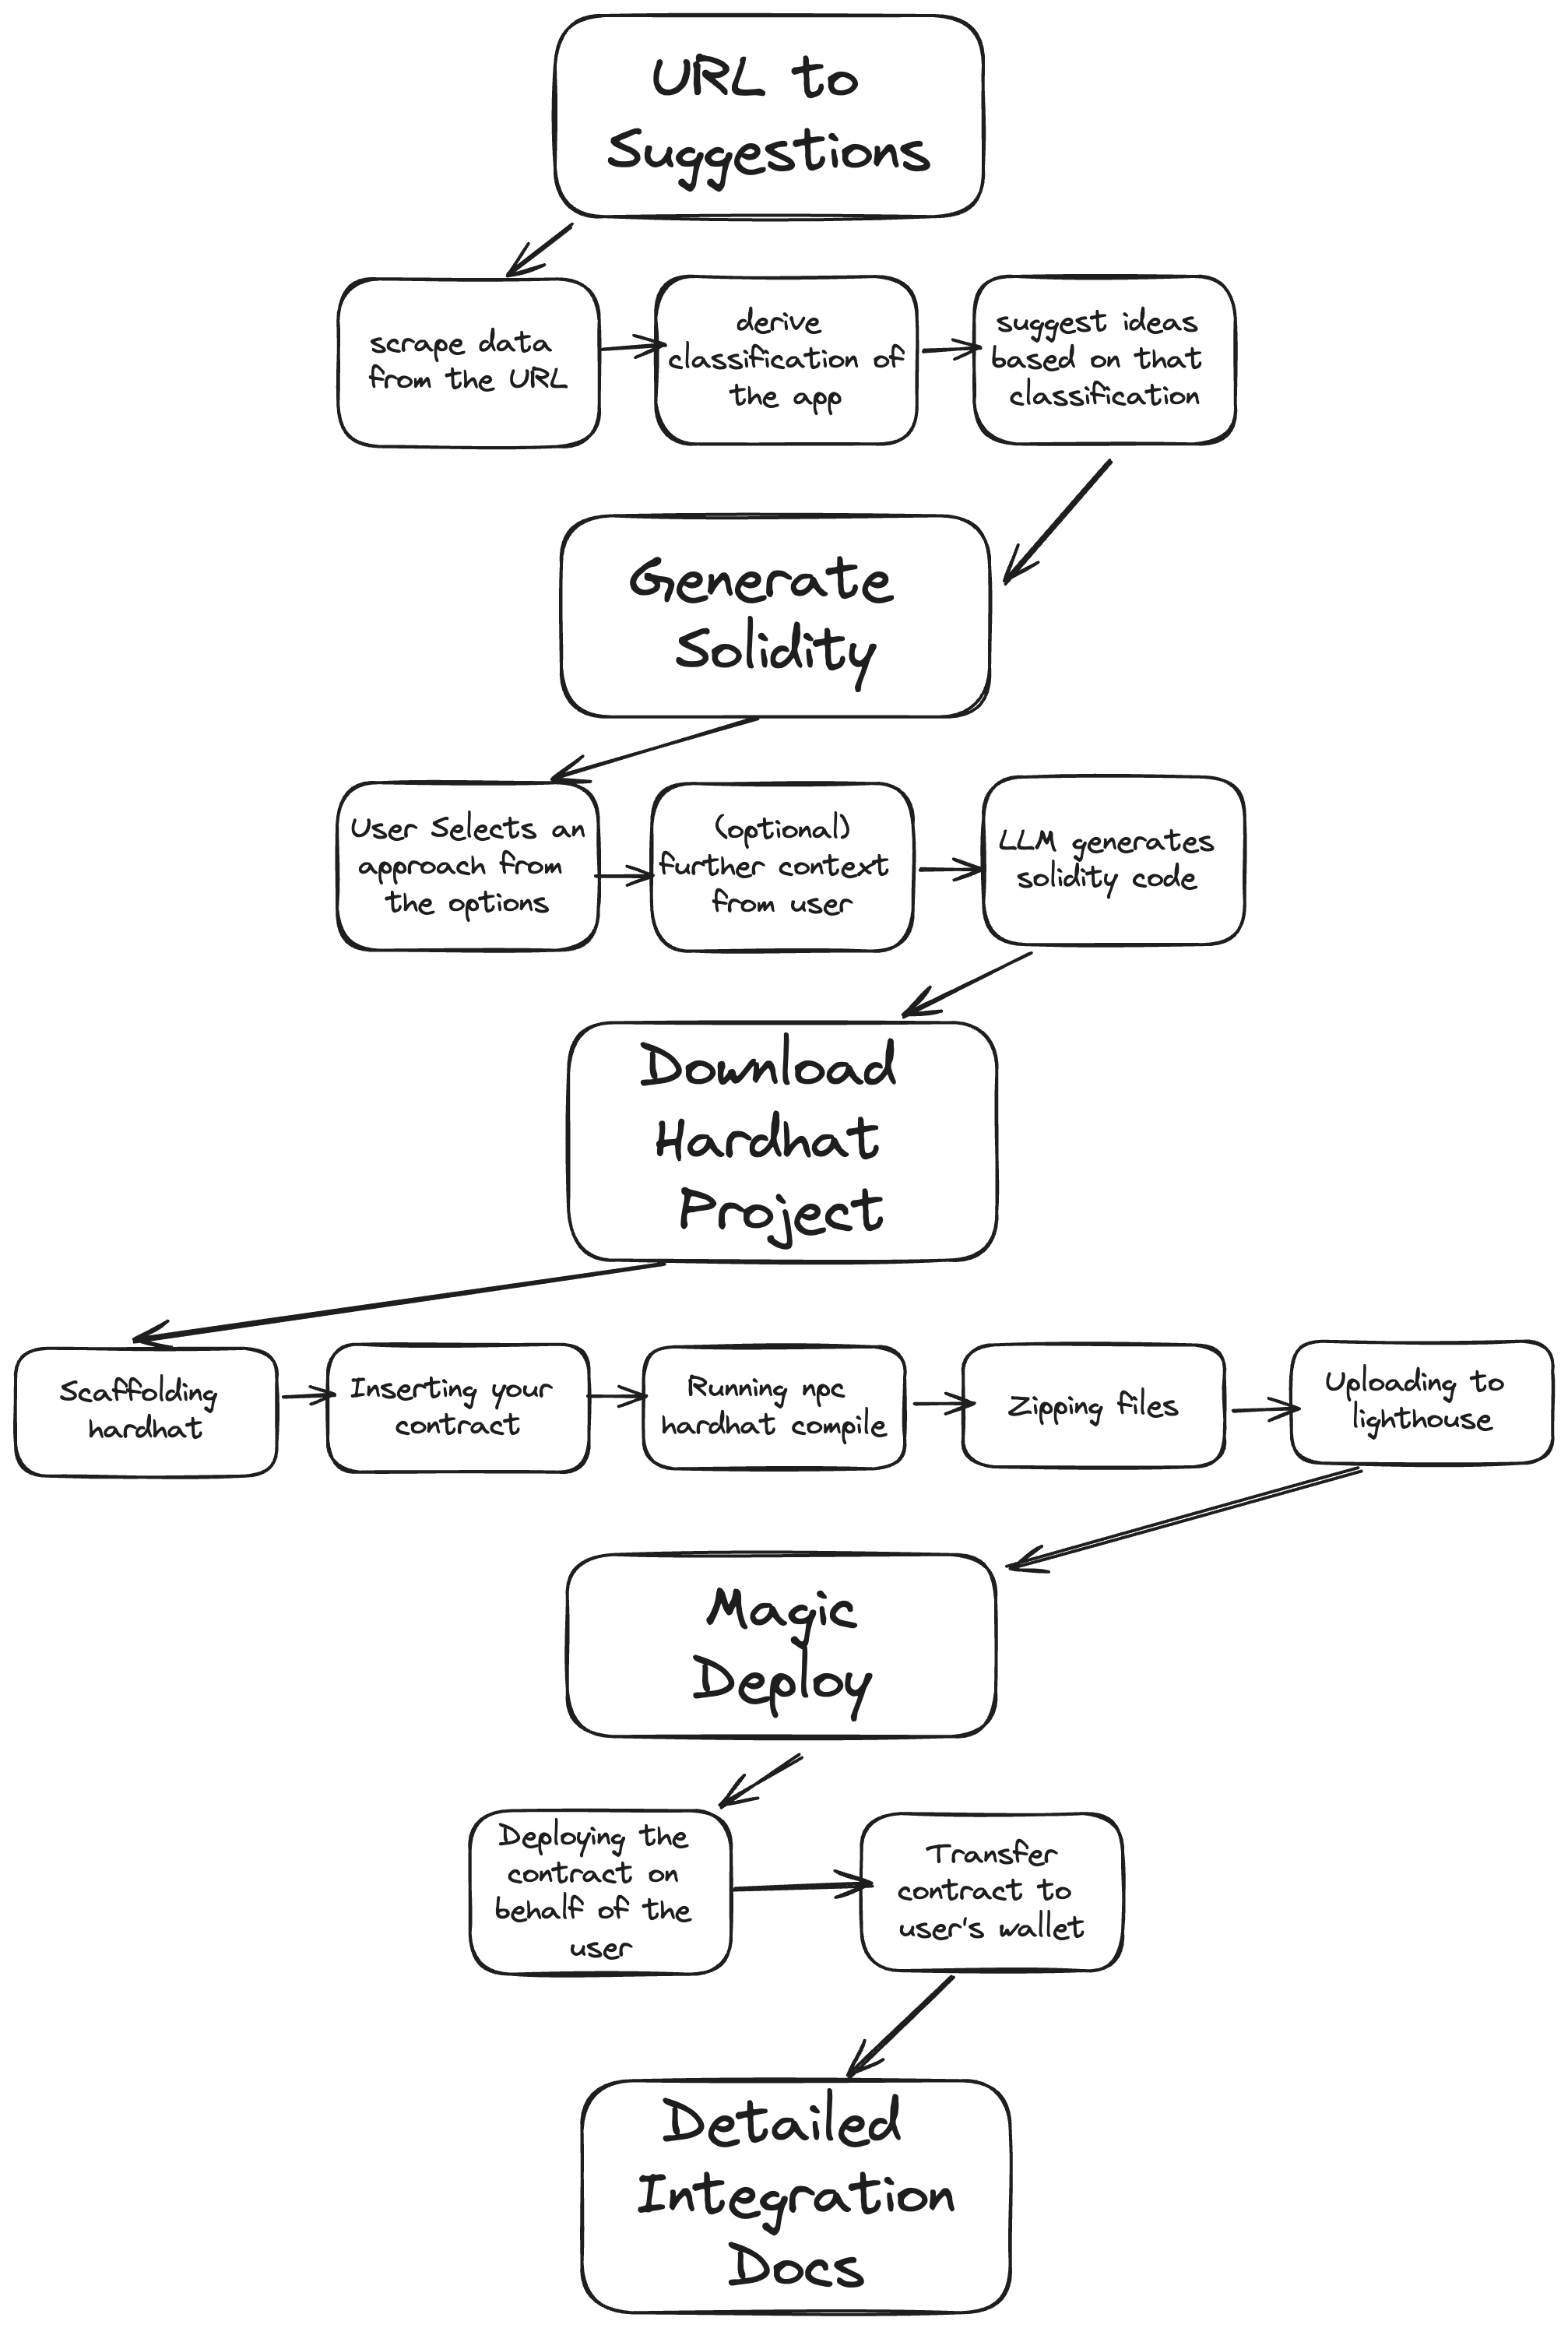 URL to
Suggestions
scrape data
from the URL
derive
classification of
the app
suggest ideas
based on that
classification
Generate
Solidity
User Selects an
approach from
the options
(optional)
further context
from user
LLM generates
solidity code
Download
Hardhat
Project
Scaffolding
hardhat
Inserting your
contract
Running npc
hardhat compile
Zipping files
Uploading to
lighthouse
Magic
Deploy
Deploying the
contract on
behalf of the
user
Transfer
contract to
user's wallet
Detailed
Integration
Docs